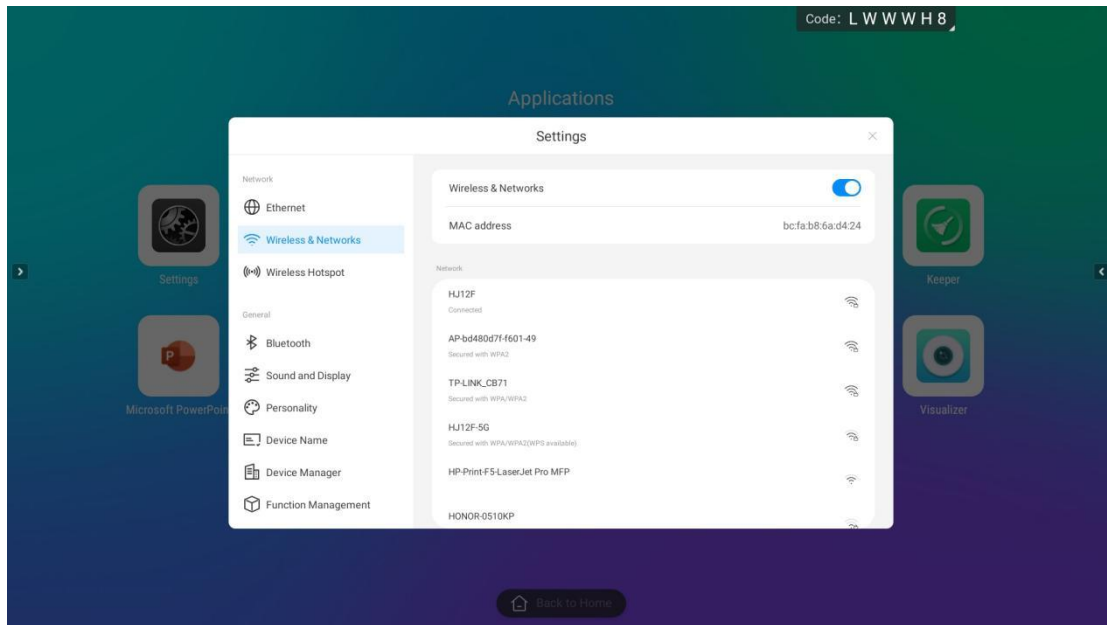 Code: LWWWH8
Applications
Settings
Network
Ethernet
Wireless & Networks
Wireless Hotspot
General
Bluetooth
Sound and Display
Personality
Device Name
Device Manager
Function Management
Wireless & Networks
MAC address bc:fa:b8:6a:d4:24
Network
HJ12F
Connected
AP-bd480d7f-f601-49
Secured with WPA2
TP-LINK_CB71
Secured with WPA/WPA2
HJ12F-5G
Secured with WPA/WPA2(WPS available)
HP-Print-F5-LaserJet Pro MFP
HONOR-0510KP
Settings
Keeper
Microsoft PowerPoin
Visualizer
Back to Home